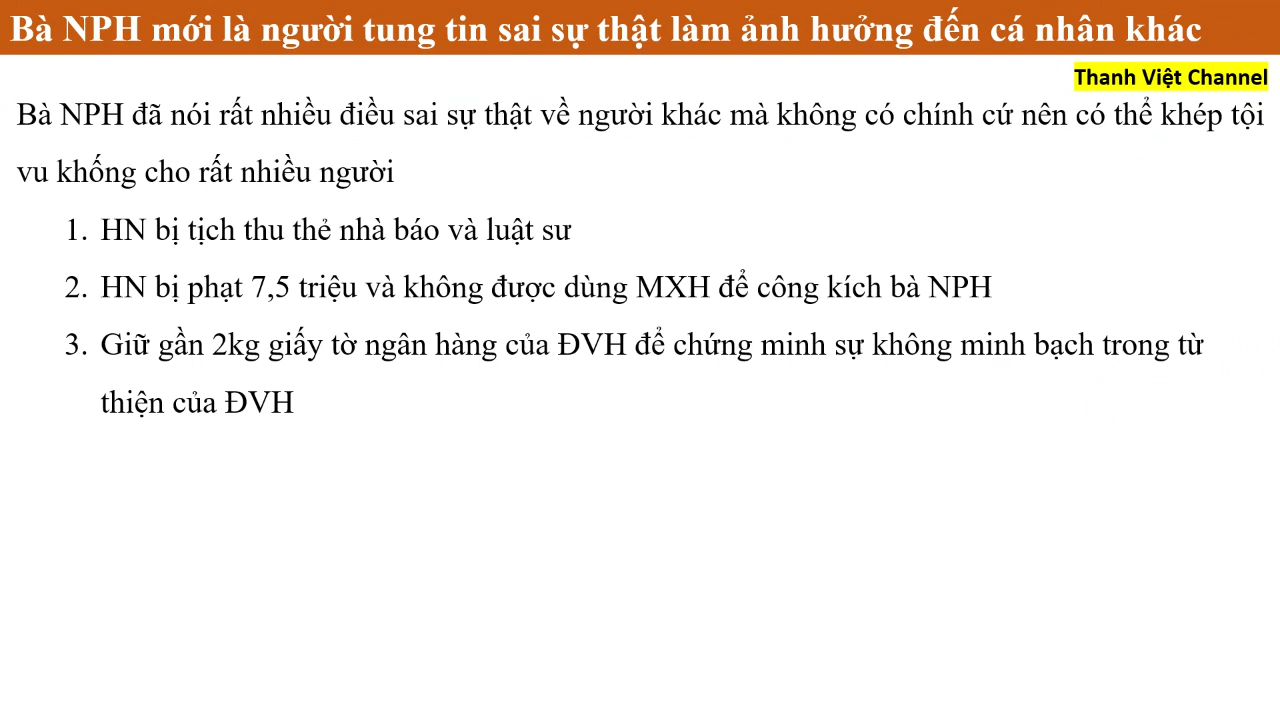 Bà NPH mới là người tung tin sai sự thật làm ảnh hưởng đến cá nhân khác
Thanh Việt Channel
Bà NPH đã nói rất nhiều điều sai sự thật về người khác mà không có chính cứ nên có thể khép tội
vu khống cho rất nhiều người
1. HN bị tịch thu thẻ nhà báo và luật sư
2. HN bị phạt 7,5 triệu và không được dùng MXH để công kích bà NPH
3. Giữ gần 2kg giấy tờ ngân hàng của ĐVH để chứng minh sự không minh bạch trong từ
thiện của ĐVH